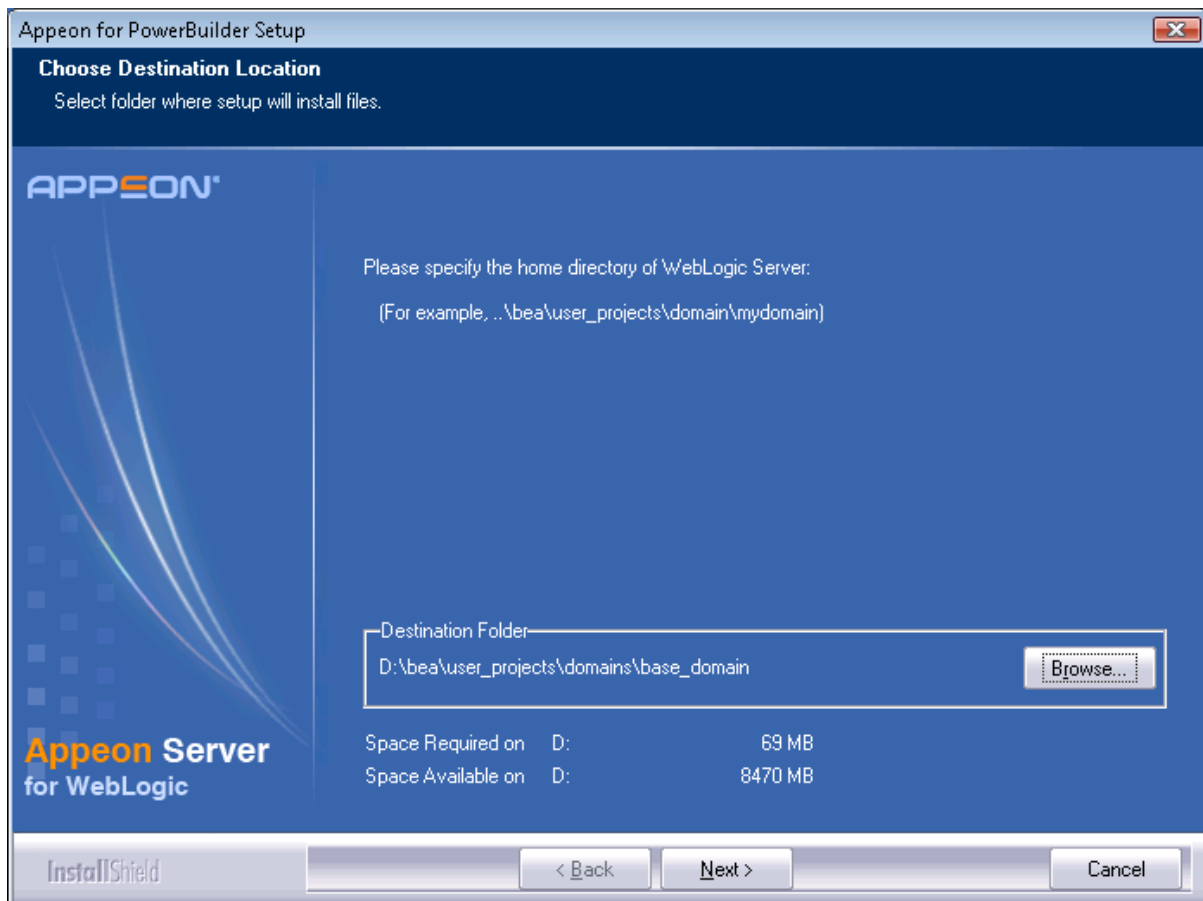 Appeon for PowerBuilder Setup
Choose Destination Location
Select folder where setup will install files.
APPEON
Please specify the home directory of WebLogic Server:
(For example, ..\bea\user_projects\domain\mydomain)
Destination Folder
D:\bea\user_projects\domains\base_domain
Browse...
Space Required on D: 69 MB
Space Available on D: 8470 MB
Appeon Server
for WebLogic
InstallShield
< Back
Next >
Cancel